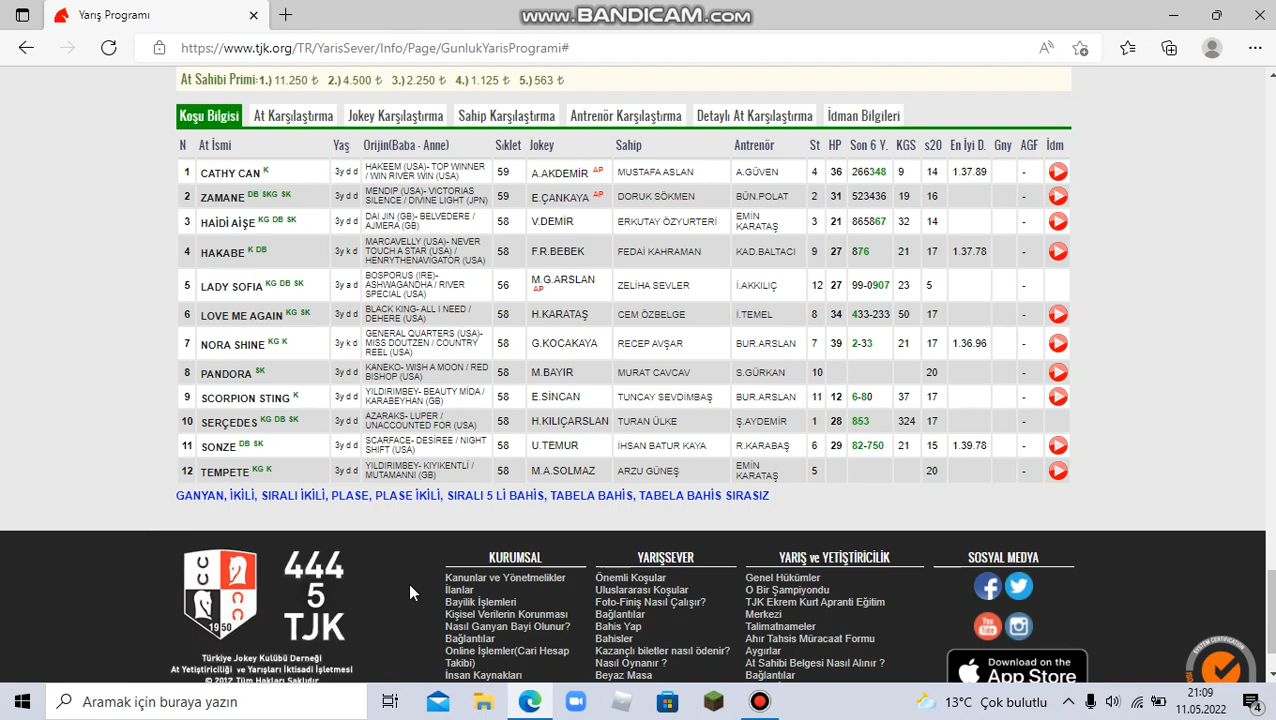 www.BANDICAM.com
Yarış Programı
https://www.tjk.org/TR/YarisSever/Info/Page/GunlukYarisProgrami#
At Sahibi Primi: 1.) 11.250 ₺ 2.) 4.500 ₺ 3.) 2.250 ₺ 4.) 1.125 ₺ 5.) 563 ₺
Koşu Bilgisi At Karşılaştırma Jokey Karşılaştırma Sahip Karşılaştırma Antrenör Karşılaştırma Detaylı At Karşılaştırma İdman Bilgileri
N At İsmi Yaş Orijin(Baba - Anne) Sıklet Jokey Sahip Antrenör St HP Son 6 Y. KGS s20 En İyi D. Gny AGF İdm
1 CATHY CAN K 3y d d HAKEEM (USA)- TOP WINNER / WIN RIVER WIN (USA) 59 A.AKDEMİR AP MUSTAFA ASLAN A.GÜVEN 4 36 266348 9 14 1.37.89 -
2 ZAMANE DB SKG SK 3y d d MENDIP (USA)- VICTORIAS SILENCE / DIVINE LIGHT (JPN) 59 E.ÇANKAYA AP DORUK SÖKMEN BÜN.POLAT 2 31 523436 19 16 -
3 HAİDİ AİŞE KG DB SK 3y d d DAI JIN (GB)- BELVEDERE / AJMERA (GB) 58 V.DEMİR ERKUTAY ÖZYURTERİ EMİN KARATAŞ 3 21 865867 32 14 -
4 HAKABE K DB 3y k d MARCAVELLY (USA)- NEVER TOUCH A STAR (USA) / HENRYTHENAVIGATOR (USA) 58 F.R.BEBEK FEDAİ KAHRAMAN KAD.BALTACI 9 27 876 21 17 1.37.78 -
5 LADY SOFIA KG DB SK 3y a d BOSPORUS (IRE)- ASHWAGANDHA / RIVER SPECIAL (USA) 56 M.G.ARSLAN AP ZELİHA SEVLER İ.AKKILIÇ 12 27 99-0907 23 5 -
6 LOVE ME AGAIN KG SK 3y d d BLACK KING- ALL I NEED / DEHERE (USA) 58 H.KARATAŞ CEM ÖZBELGE İ.TEMEL 8 34 433-233 50 17 -
7 NORA SHINE KG K 3y k d GENERAL QUARTERS (USA)- MISS DOUTZEN / COUNTRY REEL (USA) 58 G.KOCAKAYA RECEP AVŞAR BUR.ARSLAN 7 39 2-33 21 17 1.36.96 -
8 PANDORA SK 3y d d KANEKO- WISH A MOON / RED BISHOP (USA) 58 M.BAYIR MURAT CAVCAV S.GÜRKAN 10 20 -
9 SCORPION STING K 3y d d YILDIRIMBEY- BEAUTY MİDA / KARABEYHAN (GB) 58 E.SİNCAN TUNCAY SEVDİMBAŞ BUR.ARSLAN 11 12 6-80 37 17 -
10 SERÇEDES KG DB SK 3y d d AZARAKS- LUPER / UNACCOUNTED FOR (USA) 58 H.KILIÇARSLAN TURAN ÜLKE Ş.AYDEMİR 1 28 853 324 17 -
11 SONZE DB SK 3y d d SCARFACE- DESİREE / NIGHT SHIFT (USA) 58 U.TEMUR İHSAN BATUR KAYA R.KARABAŞ 6 29 82-750 21 15 1.39.78 -
12 TEMPETE KG K 3y d d YILDIRIMBEY- KIYIKENTLİ / MUTAMANNI (GB) 58 M.A.SOLMAZ ARZU GÜNEŞ EMİN KARATAŞ 5 20 -
GANYAN, İKİLİ, SIRALI İKİLİ, PLASE, PLASE İKİLİ, SIRALI 5 Lİ BAHİS, TABELA BAHİS, TABELA BAHİS SIRASIZ
CCC CC 1950
444
5
TJK
Türkiye Jokey Kulübü Derneği
At Yetiştiriciliği ve Yarışları İktisadi İşletmesi
© 2012 Tüm Hakları Saklıdır
KURUMSAL
Kanunlar ve Yönetmelikler
İlanlar
Bayilik İşlemleri
Kişisel Verilerin Korunması
Nasıl Ganyan Bayi Olunur?
Bağlantılar
Online İşlemler(Cari Hesap
Takibi)
İnsan Kaynakları
YARIŞSEVER
Önemli Koşular
Uluslararası Koşular
Foto-Finiş Nasıl Çalışır?
Bağlantılar
Bahis Yap
Bahisler
Kazançlı biletler nasıl ödenir?
Nasıl Oynanır ?
Beyaz Masa
YARIŞ ve YETİŞTİRİCİLİK
Genel Hükümler
O Bir Şampiyondu
TJK Ekrem Kurt Apranti Eğitim
Merkezi
Talimatnameler
Ahır Tahsis Müracaat Formu
Aygırlar
At Sahibi Belgesi Nasıl Alınır ?
Bağlantılar
SOSYAL MEDYA
You Tube
Download on the
App Store
SYSTEM CERTIFICATION
Aramak için buraya yazın
13°C Çok bulutlu
21:09
11.05.2022
4